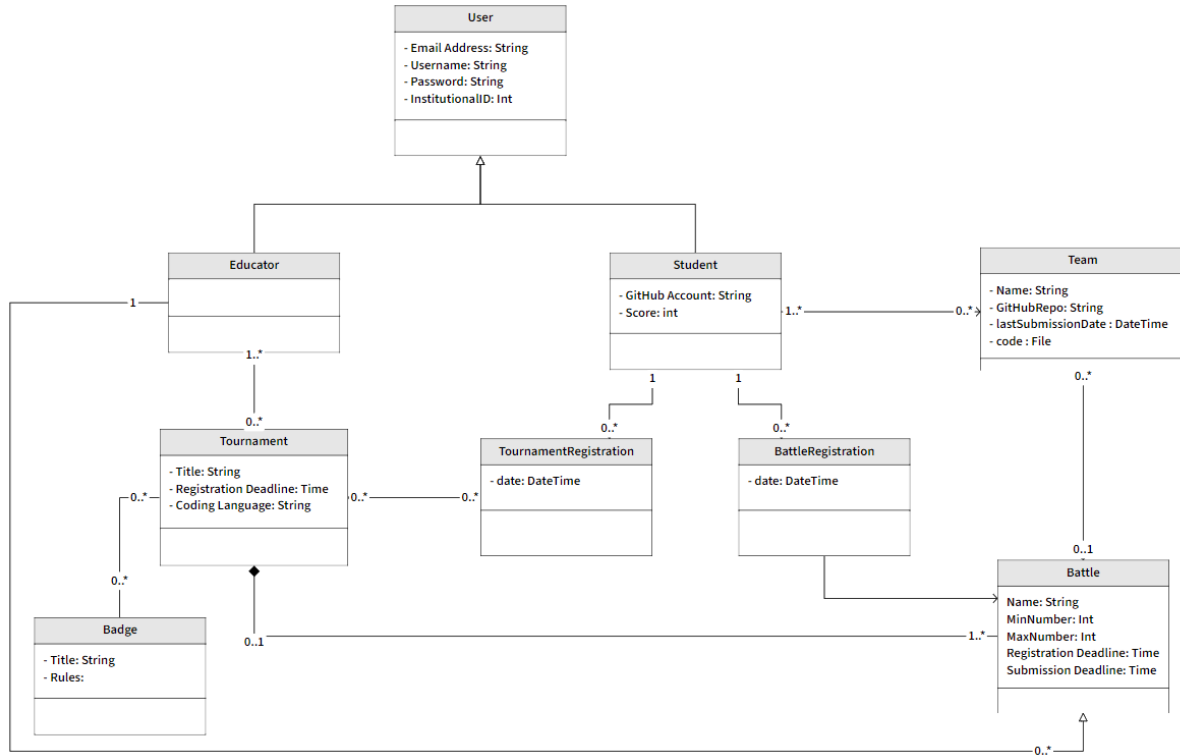 User
- Email Address: String
- Username: String
- Password: String
- InstitutionalID: Int
Educator
Student
- GitHub Account: String
- Score: int
Team
- Name: String
- GitHubRepo: String
- lastSubmissionDate : DateTime
- code : File
1
1..*
0..*
1..*
0..*
1
1
0..*
0..*
0..*
Tournament
- Title: String
- Registration Deadline: Time
- Coding Language: String
TournamentRegistration
- date: DateTime
BattleRegistration
- date: DateTime
0..*
0..*
0..*
0..*
0..1
Battle
Name: String
MinNumber: Int
MaxNumber: Int
Registration Deadline: Time
Submission Deadline: Time
Badge
- Title: String
- Rules:
0..1
1..*
0..*